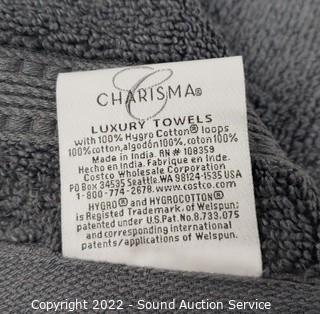 C
CHARISMA®
LUXURY TOWELS
with 100% Hygro Cotton® loops
100%cotton,algodón100%,coton 100%
Made in India. RN# 108359
Hecho en India. Fabrique en Inde.
Costco Wholesale Corporation
PO Box 34535 Seattle.WA 98124-1535 USA
1-800-774-2678. www.costco.com
HYGRO® and HYGROCOTTON®
is Registered Trademark of Welspun:
patented under U.S.Pat.No.8.733.075
and corresponding international
patents/applications of Welspun.
Copyright 2022 - Sound Auction Service